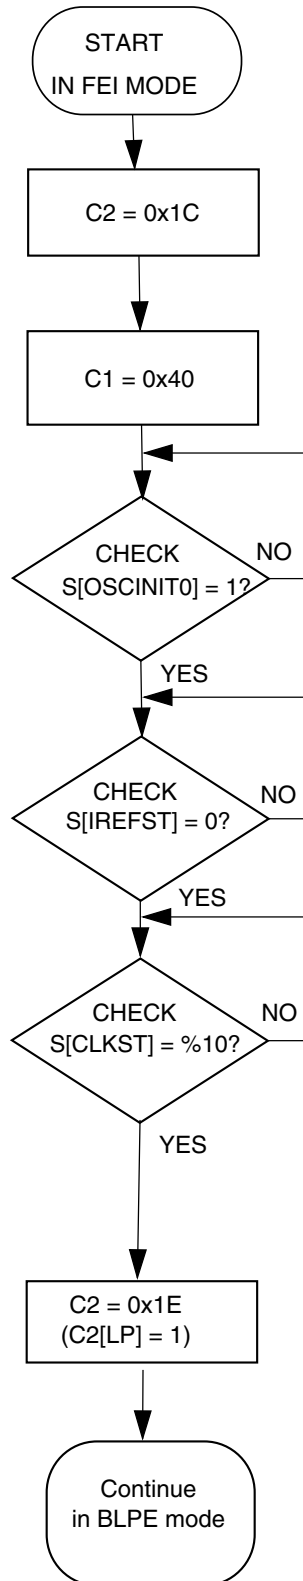 START
IN FEI MODE
C2 = 0x1C
C1 = 0x40
CHECK
S[OSCINIT0] = 1?
NO
YES
CHECK
S[IREFST] = 0?
NO
YES
CHECK
S[CLKST] = %10?
NO
YES
C2 = 0x1E
(C2[LP] = 1)
Continue
in BLPE mode